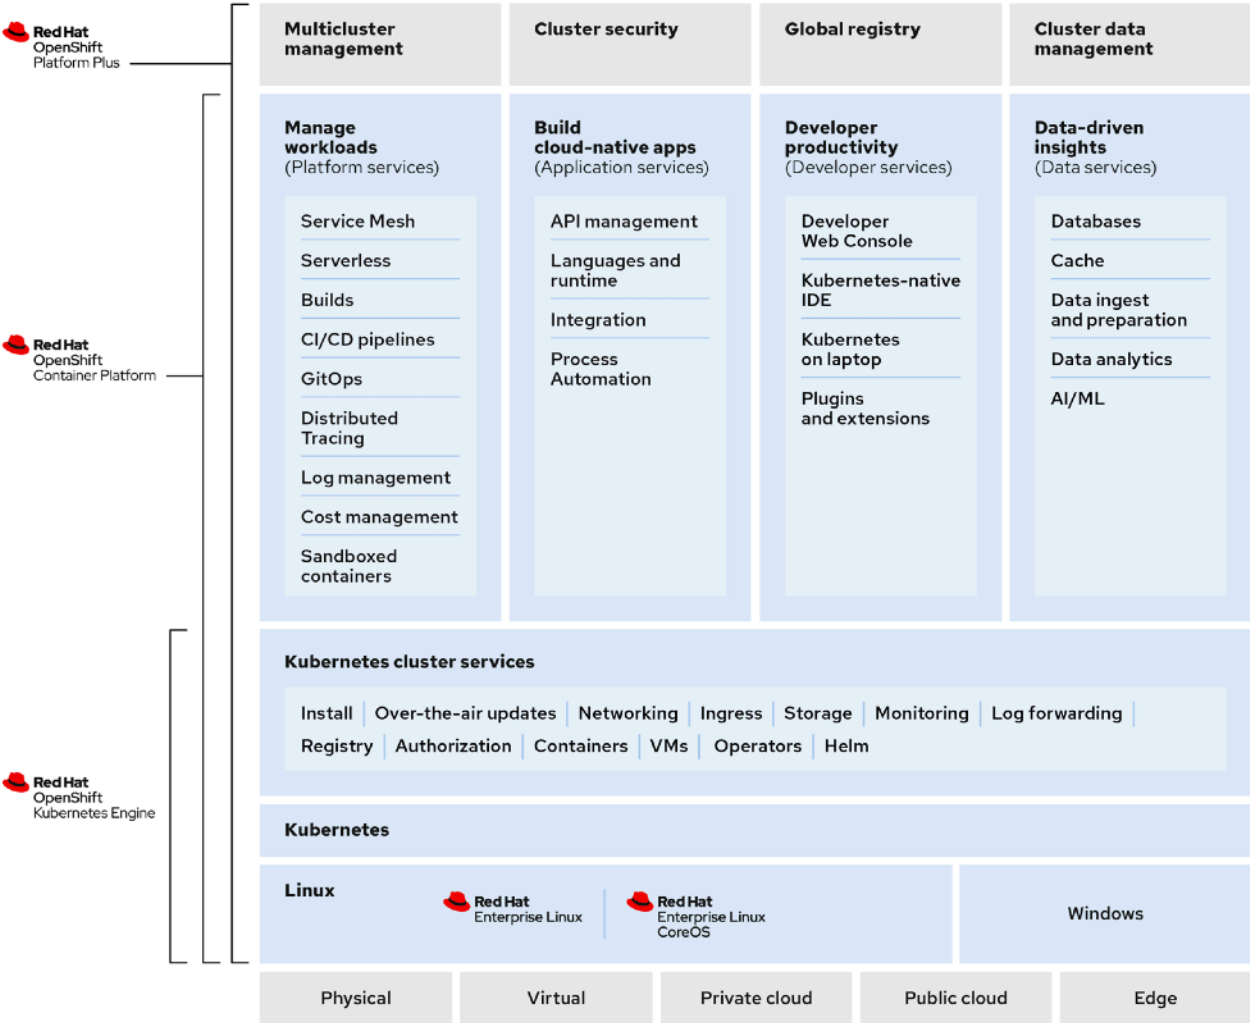 Red Hat
OpenShift
Platform Plus
Multicluster
management
Cluster security
Global registry
Cluster data
management
Red Hat
OpenShift
Container Platform
Manage
workloads
(Platform services)
Service Mesh
Serverless
Builds
CI/CD pipelines
GitOps
Distributed
Tracing
Log management
Cost management
Sandboxed
containers
Build
cloud-native apps
(Application services)
API management
Languages and
runtime
Integration
Process
Automation
Developer
productivity
(Developer services)
Developer
Web Console
Kubernetes-native
IDE
Kubernetes
on laptop
Plugins
and extensions
Data-driven
insights
(Data services)
Databases
Cache
Data ingest
and preparation
Data analytics
AI/ML
Red Hat
OpenShift
Kubernetes Engine
Kubernetes cluster services
Install | Over-the-air updates | Networking | Ingress | Storage | Monitoring | Log forwarding |
Registry | Authorization | Containers | VMs | Operators | Helm
Kubernetes
Linux
Red Hat
Enterprise Linux
Red Hat
Enterprise Linux
CoreOS
Windows
Physical
Virtual
Private cloud
Public cloud
Edge